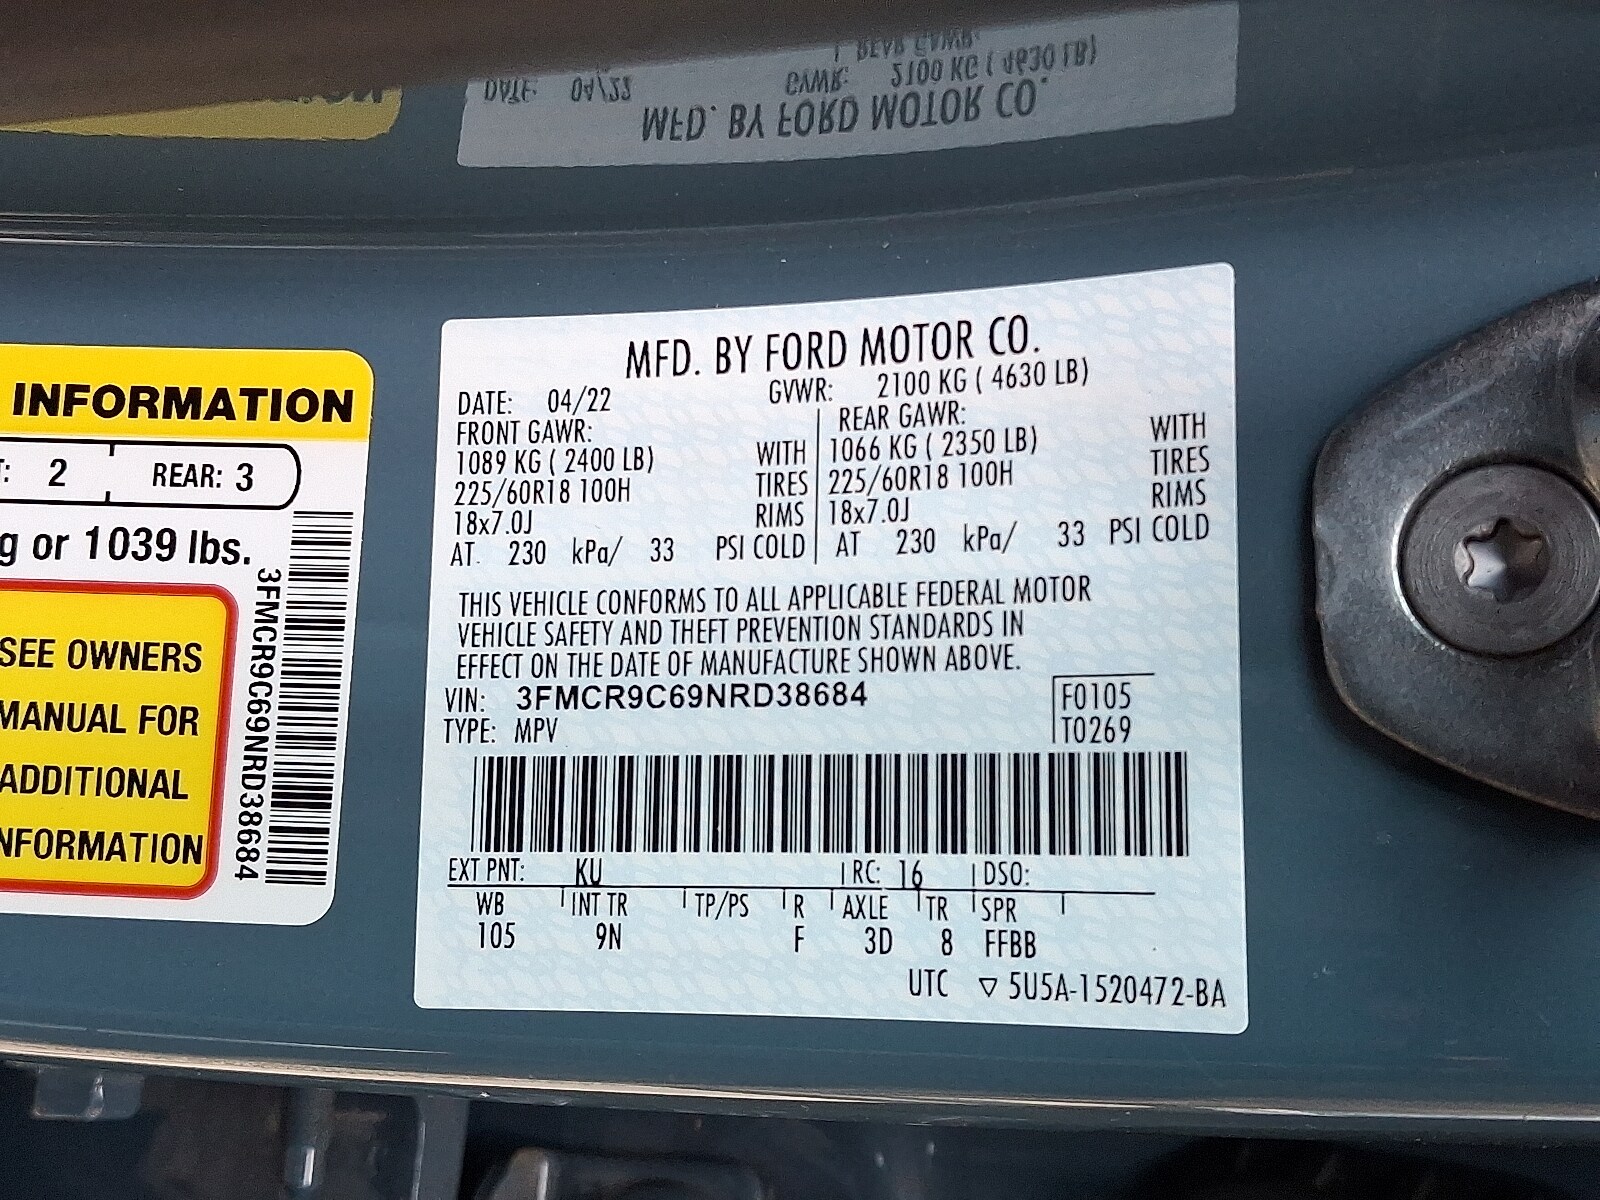 MFD. BY FORD MOTOR CO.
DATE: 04/22 GVWR: 2100 KG ( 4630 LB)
INFORMATION
2 REAR: 3
g or 1039 lbs.
SEE OWNERS
MANUAL FOR
ADDITIONAL
INFORMATION
3FMCR9C69NRD38684
MFD. BY FORD MOTOR CO.
DATE: 04/22 GVWR: 2100 KG ( 4630 LB)
FRONT GAWR: REAR GAWR:
1089 KG ( 2400 LB) WITH 1066 KG ( 2350 LB) WITH
225/60R18 100H TIRES 225/60R18 100H TIRES
18x7.0J RIMS 18x7.0J RIMS
AT 230 kPa/ 33 PSI COLD AT 230 kPa/ 33 PSI COLD
THIS VEHICLE CONFORMS TO ALL APPLICABLE FEDERAL MOTOR
VEHICLE SAFETY AND THEFT PREVENTION STANDARDS IN
EFFECT ON THE DATE OF MANUFACTURE SHOWN ABOVE.
VIN: 3FMCR9C69NRD38684 F0105
TYPE: MPV T0269
EXT PNT: KU RC: 16 DSO:
WB INT TR TP/PS R AXLE TR SPR
105 9N F 3D 8 FFBB
UTC ▽ 5U5A-1520472-BA